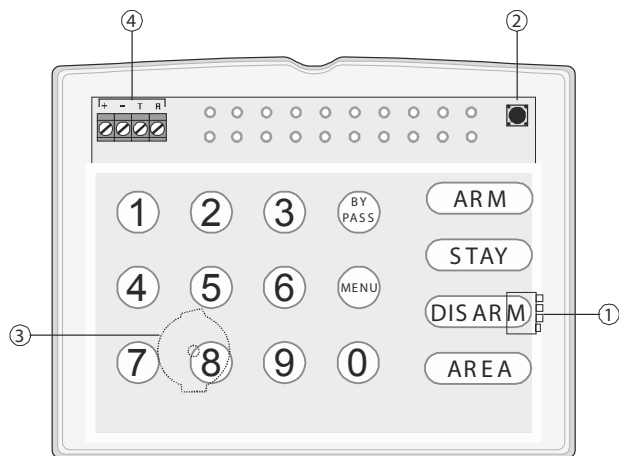 ④ ②
+ - T R
1 2 3 BY PASS ARM
STAY
4 5 6 MENU
DISARM ①
③
7 8 9 0 AREA